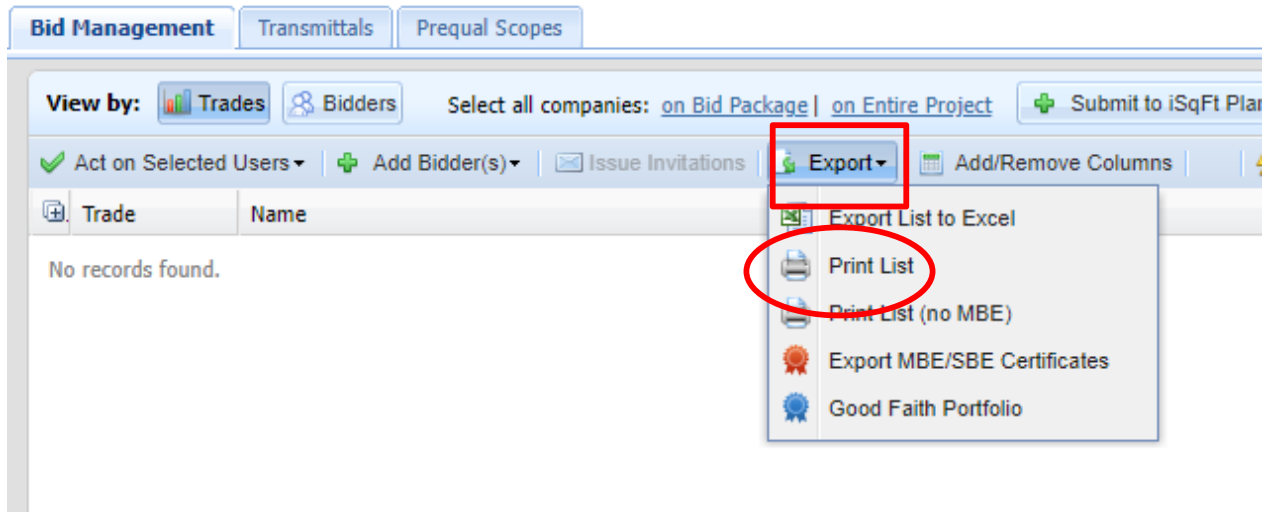 Bid Management Transmittals Prequal Scopes
View by: Trades Bidders Select all companies: on Bid Package | on Entire Project Submit to iSqFt Plan
Act on Selected Users Add Bidder(s) Issue Invitations Export Add/Remove Columns
Trade Name
Export List to Excel
No records found.
Print List
Print List (no MBE)
Export MBE/SBE Certificates
Good Faith Portfolio